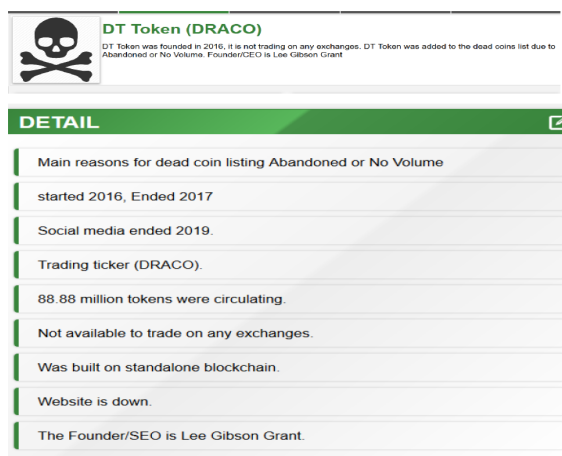 DT Token (DRACO)
DT Token was founded in 2016, it is not trading on any exchanges. DT Token was added to the dead coins list due to
Abandoned or No Volume. Founder/CEO is Lee Gibson Grant
DETAIL
Main reasons for dead coin listing Abandoned or No Volume
started 2016, Ended 2017
Social media ended 2019.
Trading ticker (DRACO).
88.88 million tokens were circulating.
Not available to trade on any exchanges.
Was built on standalone blockchain.
Website is down.
The Founder/SEO is Lee Gibson Grant.